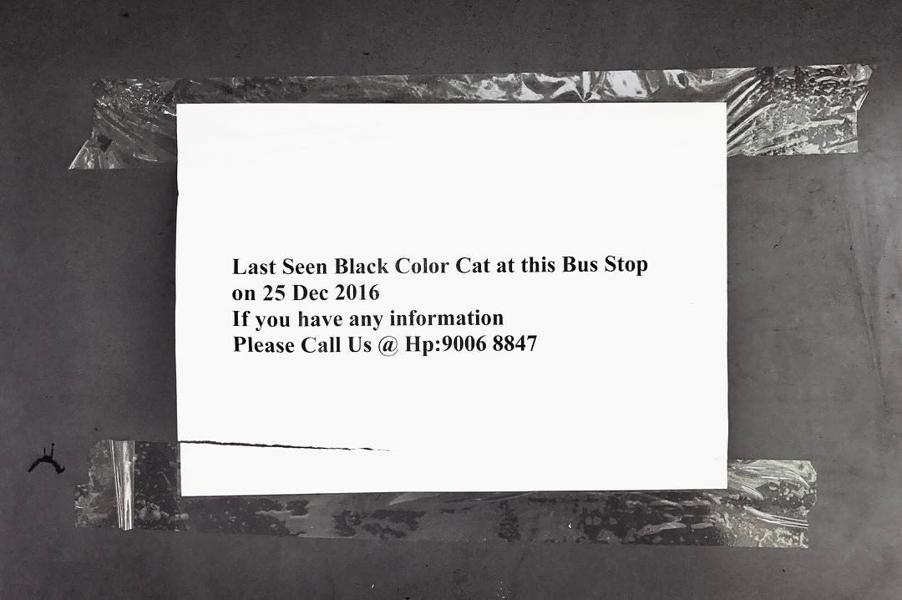 Last Seen Black Color Cat at this Bus Stop
on 25 Dec 2016
If you have any information
Please Call Us @ Hp:9006 8847